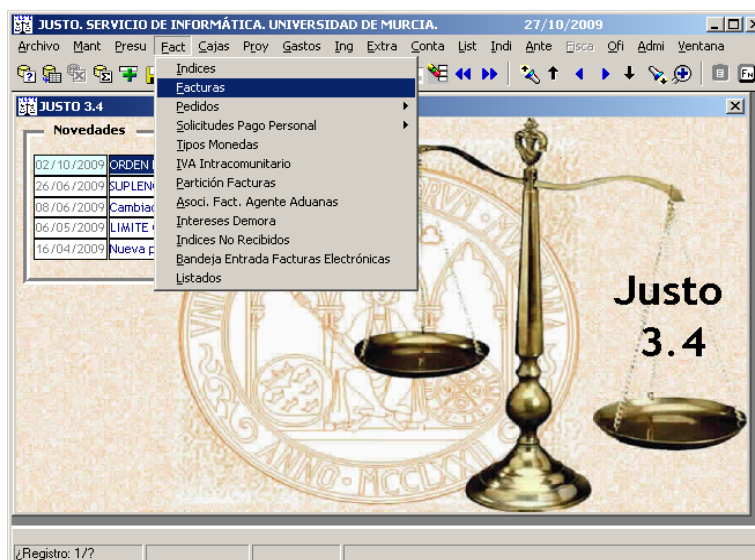 JUSTO. SERVICIO DE INFORMÁTICA. UNIVERSIDAD DE MURCIA. 27/10/2009
Archivo Mant Presu Fact Cajas Proy Gastos Ing Extra Conta List Indi Ante Fisca Ofi Admi Ventana
JUSTO 3.4
Novedades
02/10/2009 ORDEN
26/06/2009 SUPLEN
08/06/2009 Cambia
06/05/2009 LIMITE
16/04/2009 Nueva
Indices
Facturas
Pedidos
Solicitudes Pago Personal
Tipos Monedas
IVA Intracomunitario
Partición Facturas
Asoci. Fact. Agente Aduanas
Intereses Demora
Indices No Recibidos
Bandeja Entrada Facturas Electrónicas
Listados
Justo
3.4
ANNO · MCCLXXII
¿Registro: 1/?